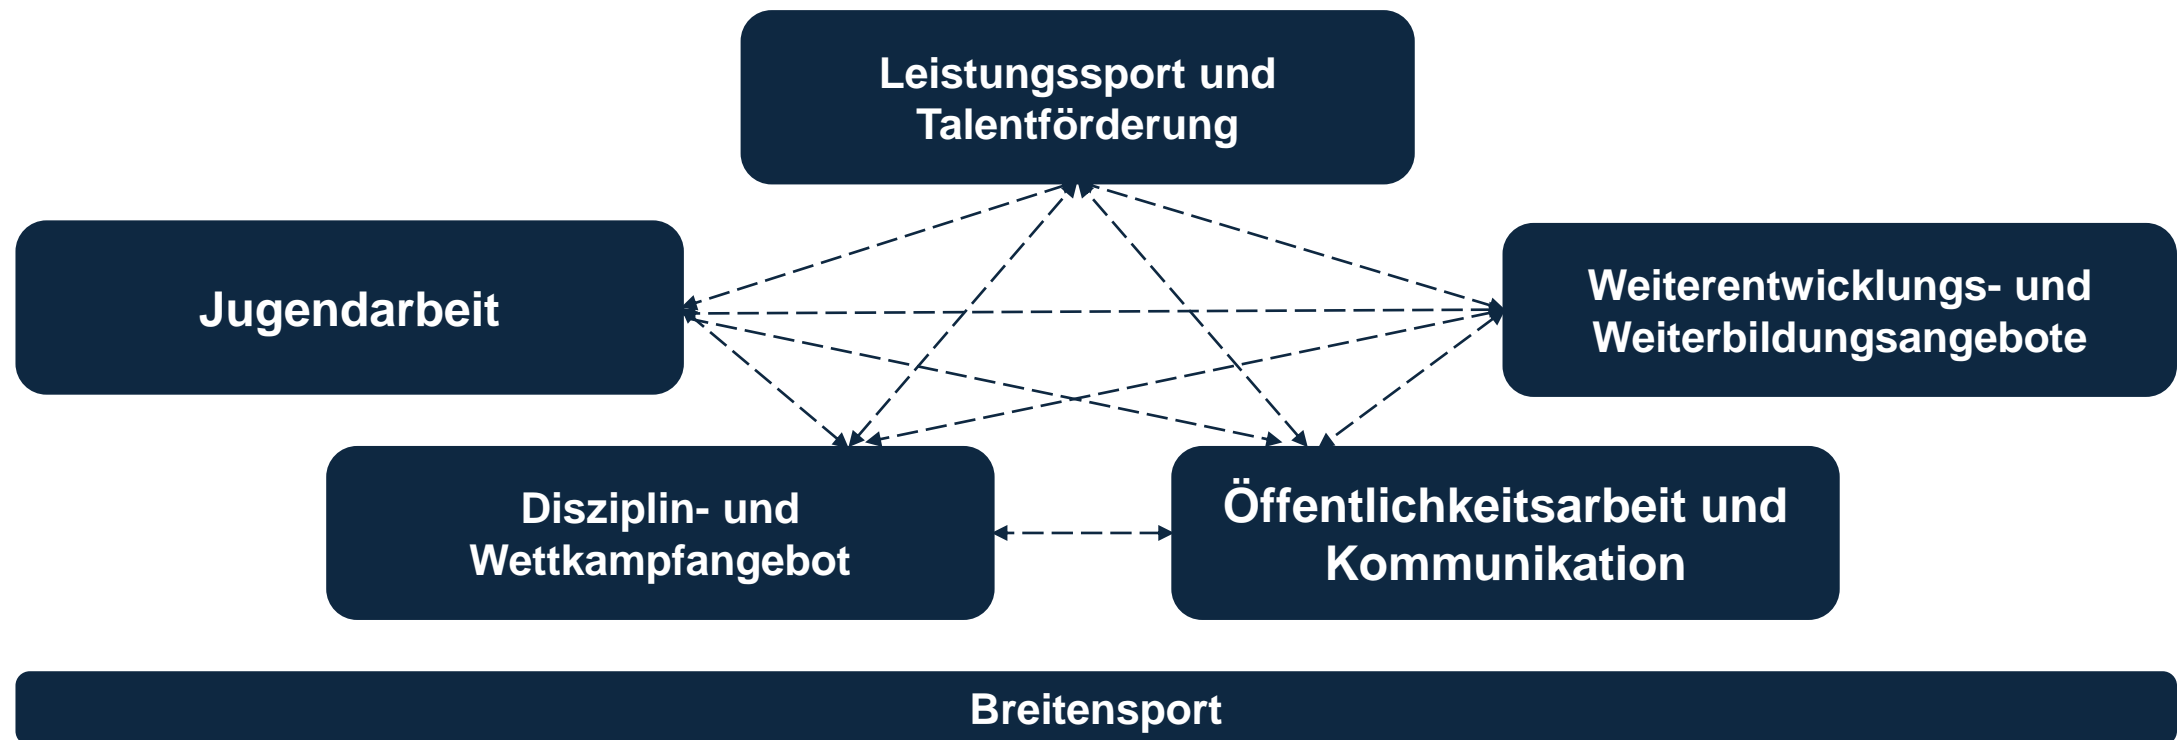 Leistungssport und
Talentförderung
Jugendarbeit
Weiterentwicklungs- und
Weiterbildungsangebote
Disziplin- und
Wettkampfangebot
Öffentlichkeitsarbeit und
Kommunikation
Breitensport